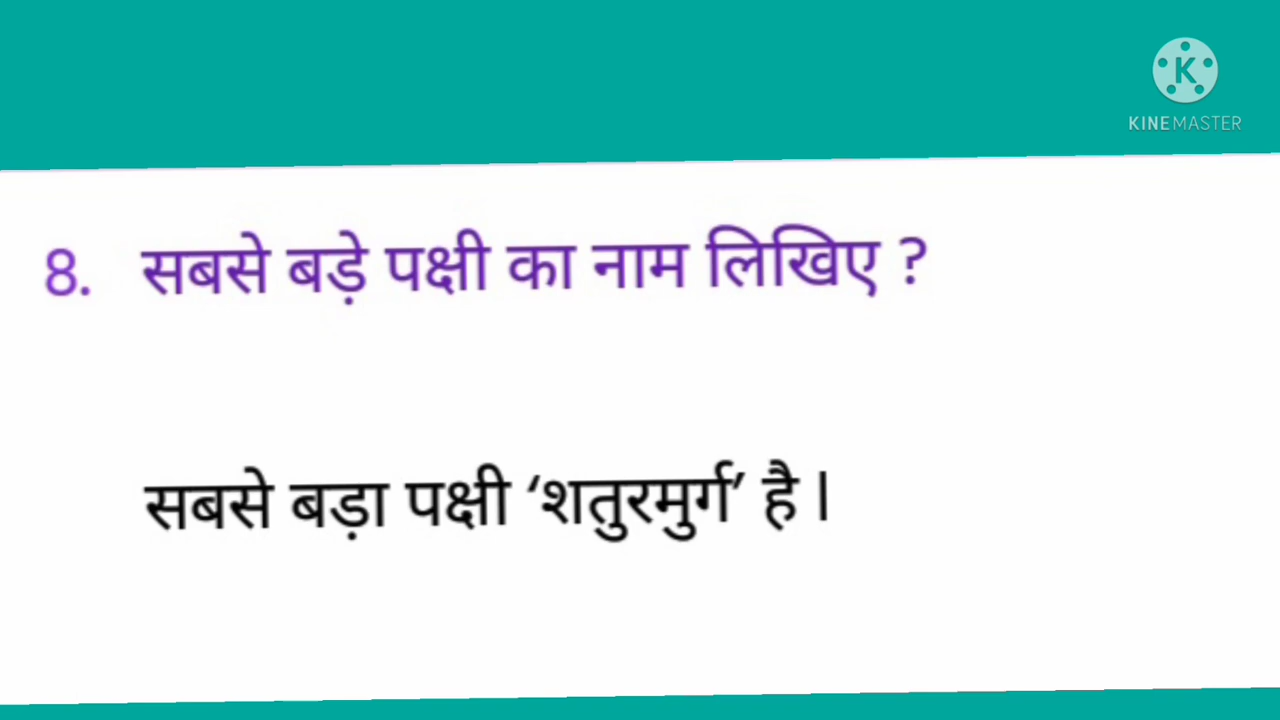 KINEMASTER
8. सबसे बड़े पक्षी का नाम लिखिए ?
सबसे बड़ा पक्षी ‘शतुरमुर्ग’ है l